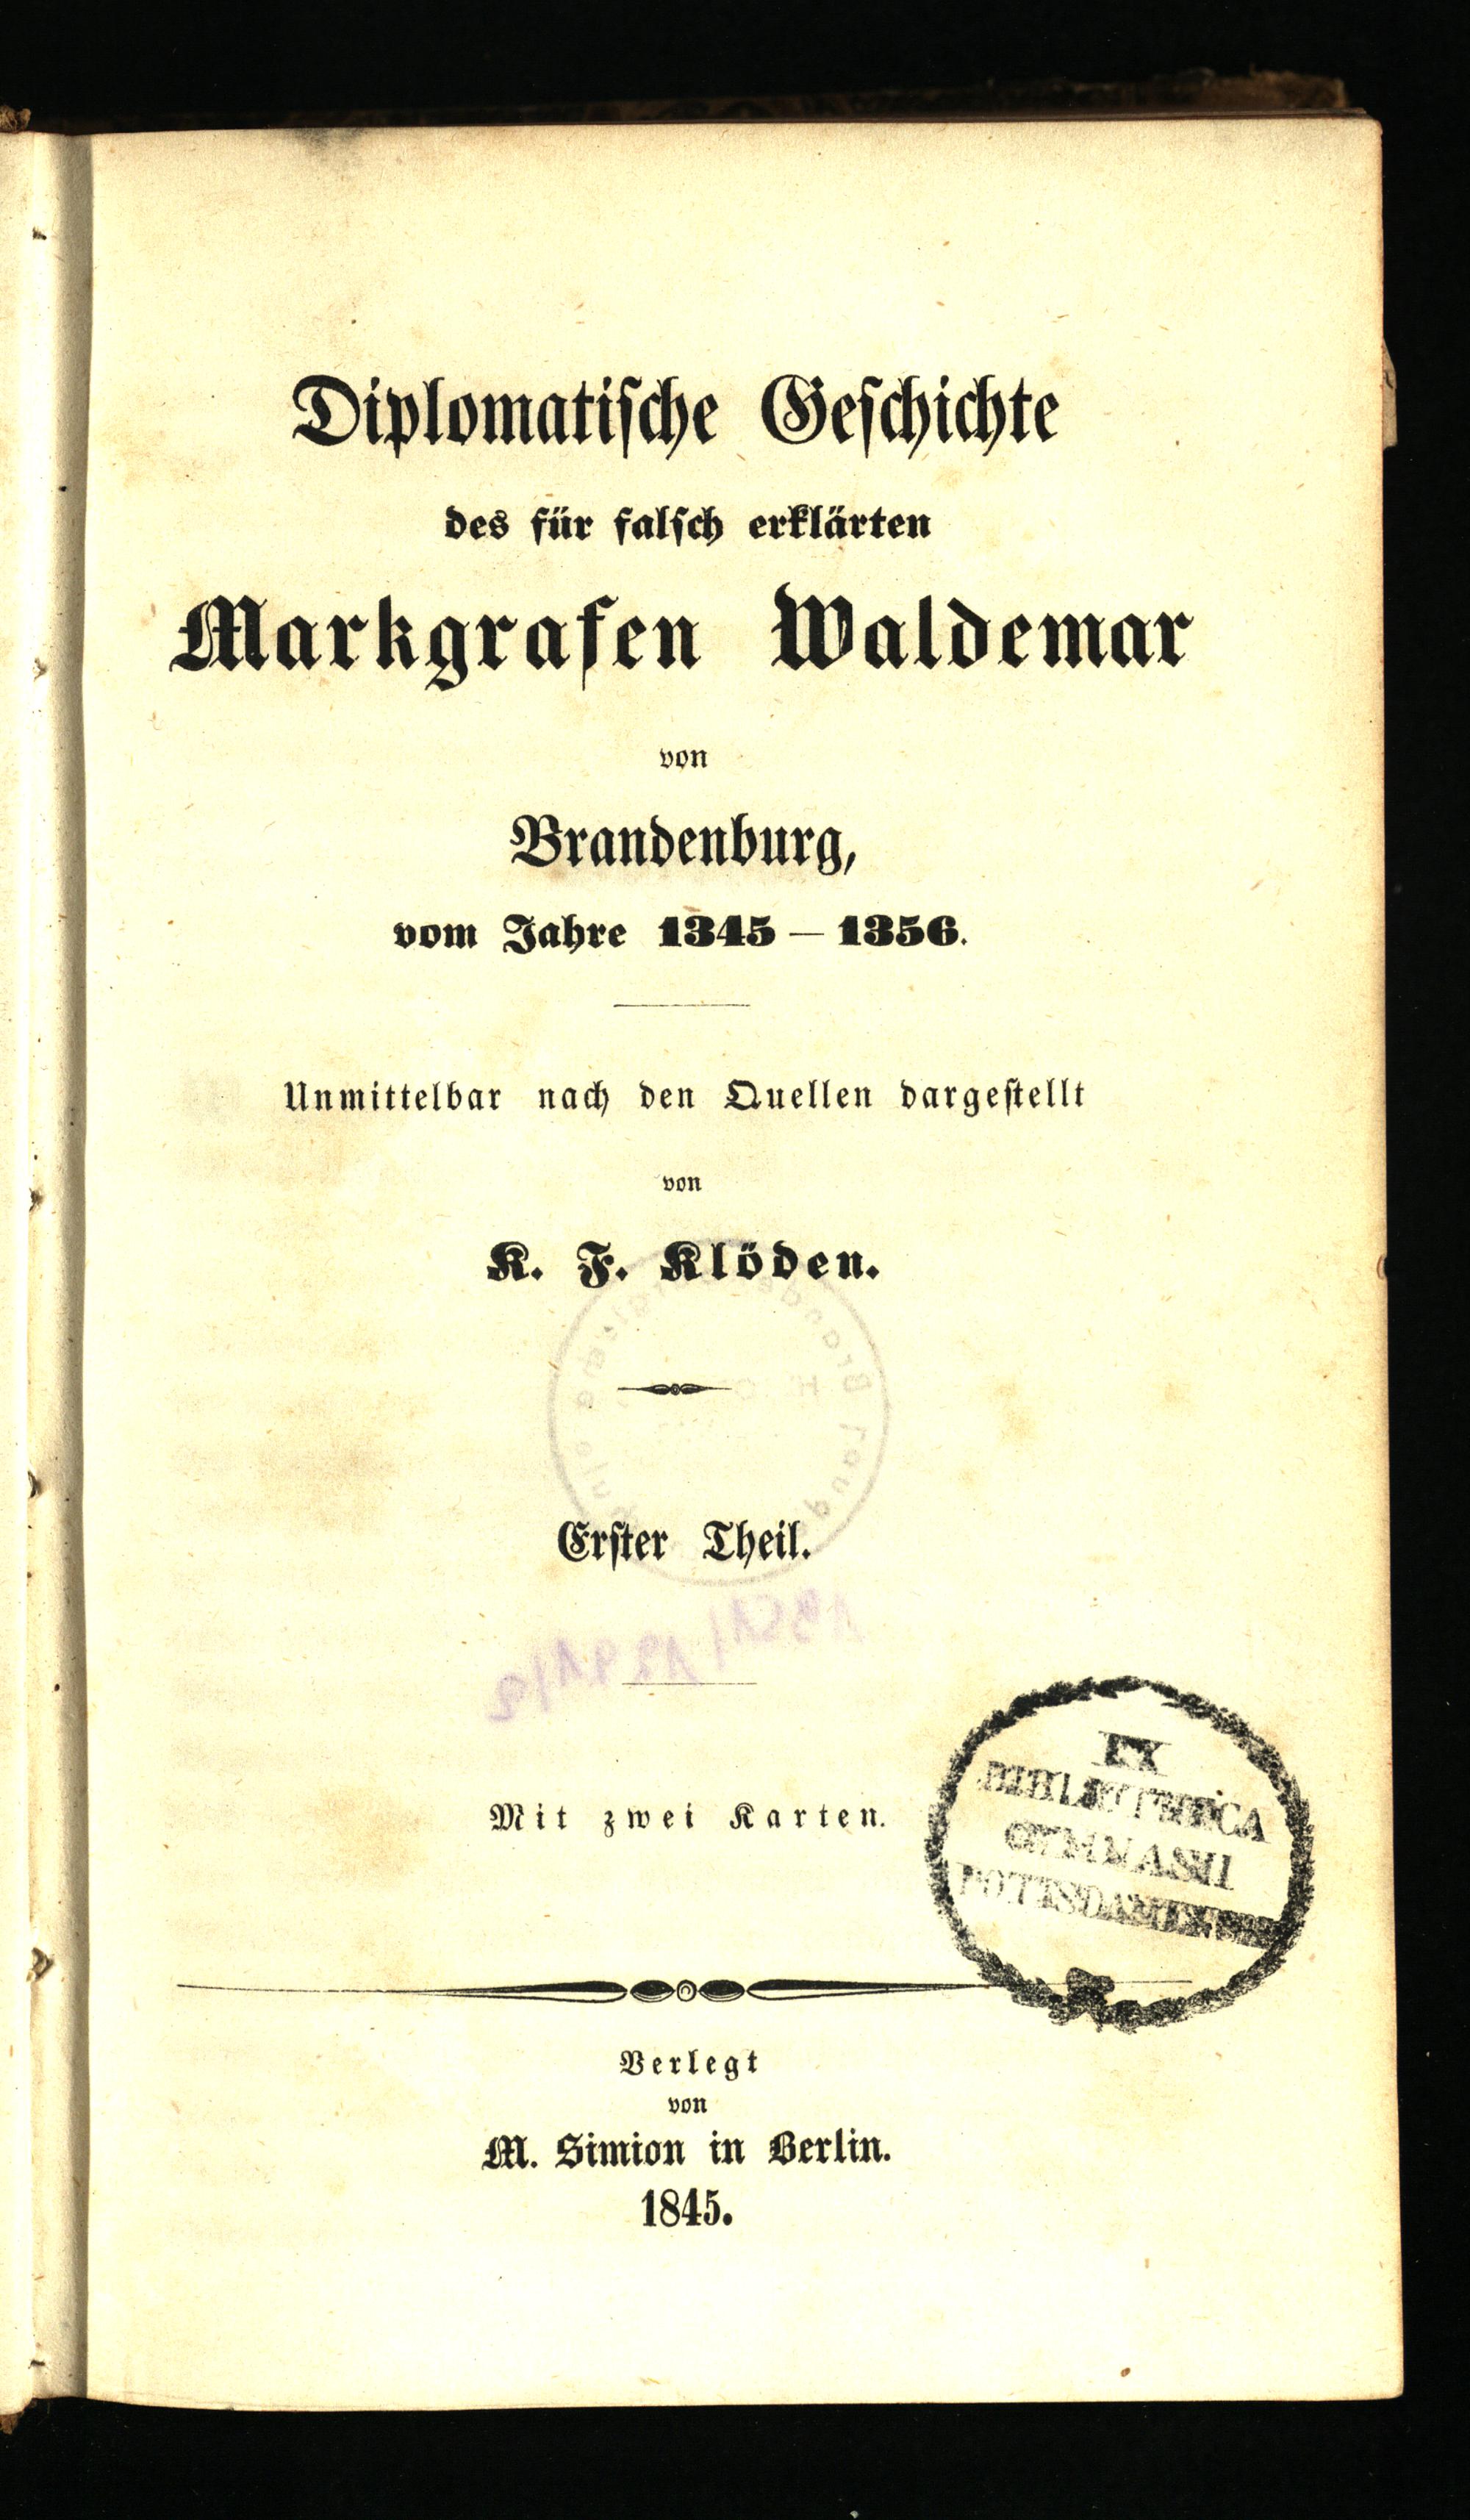 Diplomatische Geschichte
des für falsch erklärten
Markgrafen Waldemar
von
Brandenburg,
vom Jahre 1345 — 1356.
Unmittelbar nach den Quellen dargestellt
von
K. F. Klöden.
Erster Theil.
Mit zwei Karten.
EX
BIBLIOTHECA
GYMNASII
Verlegt
von
M. Simion in Berlin.
1845.